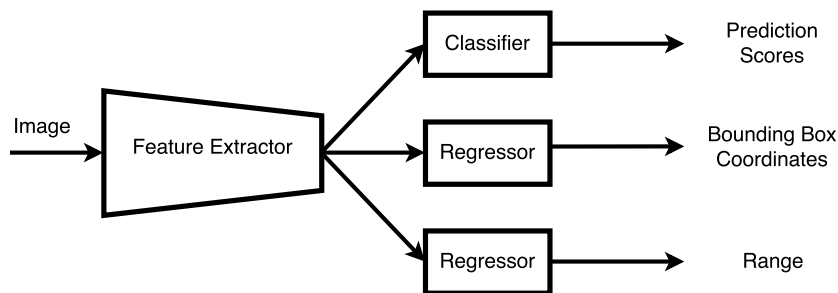 Image
Feature Extractor
Classifier
Prediction
Scores
Regressor
Bounding Box
Coordinates
Regressor
Range